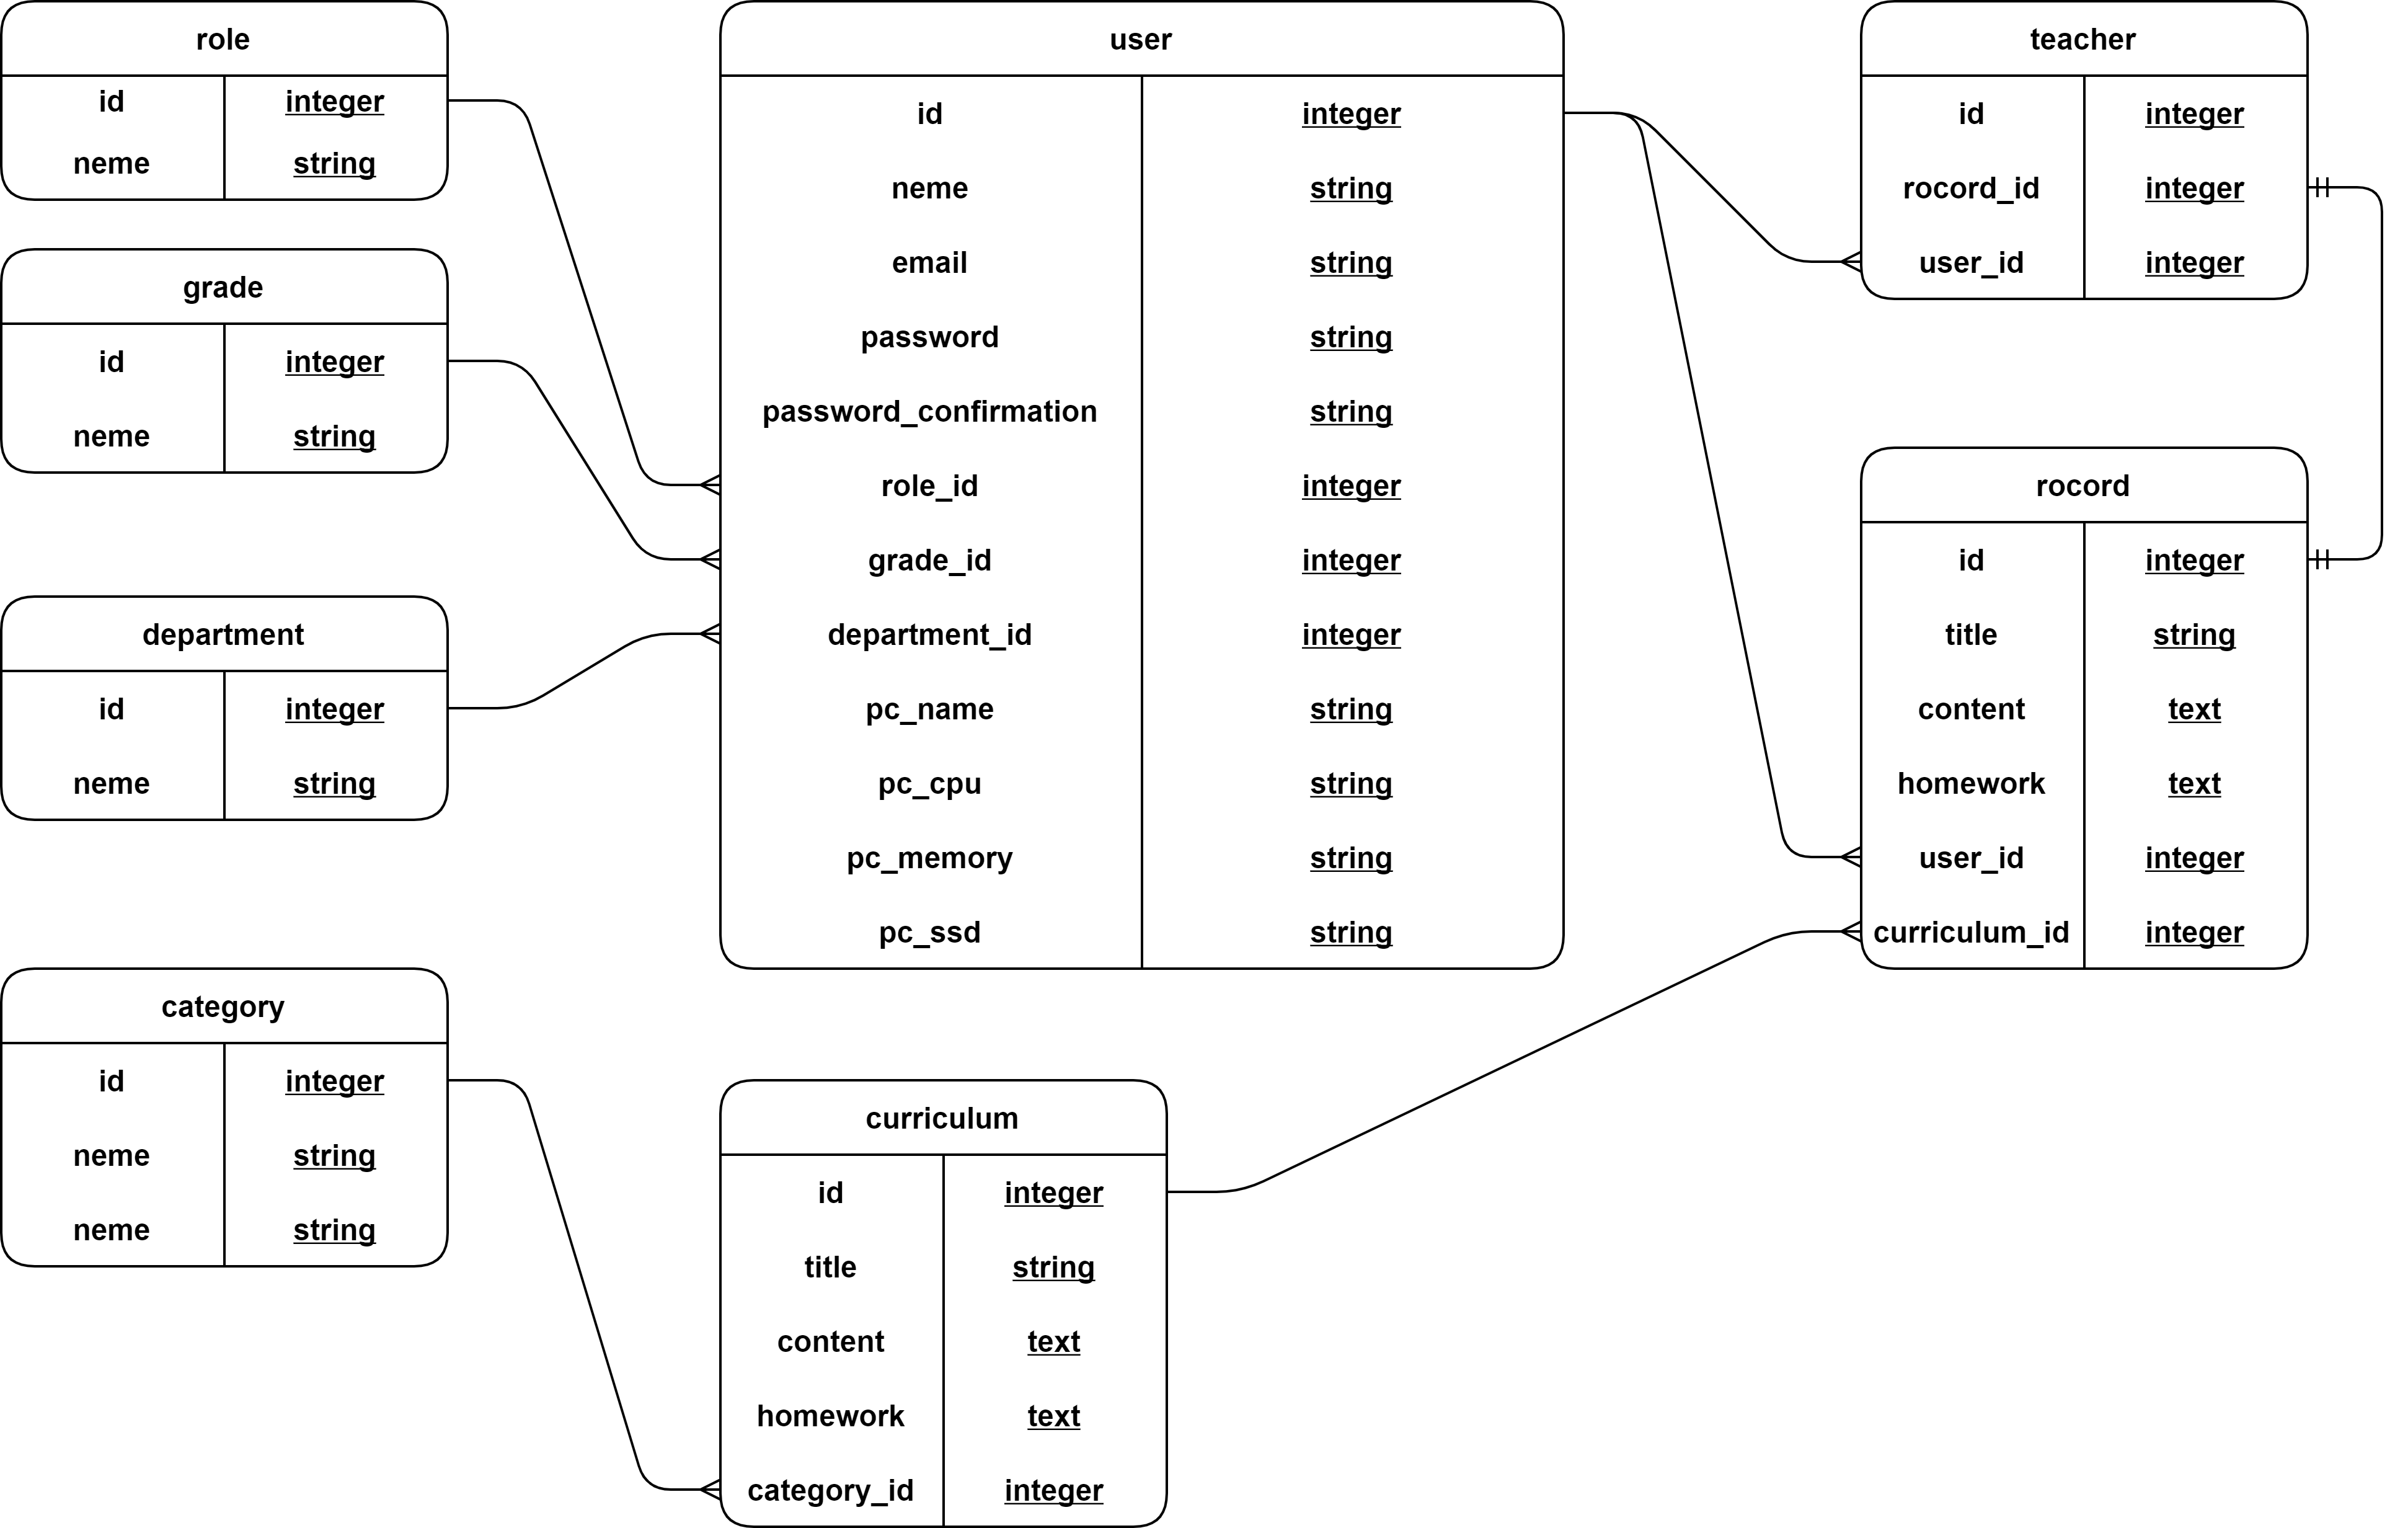 role
id integer
neme string
grade
id integer
neme string
department
id integer
neme string
category
id integer
neme string
neme string
user
id integer
neme string
email string
password string
password_confirmation string
role_id integer
grade_id integer
department_id integer
pc_name string
pc_cpu string
pc_memory string
pc_ssd string
curriculum
id integer
title string
content text
homework text
category_id integer
teacher
id integer
rocord_id integer
user_id integer
rocord
id integer
title string
content text
homework text
user_id integer
curriculum_id integer